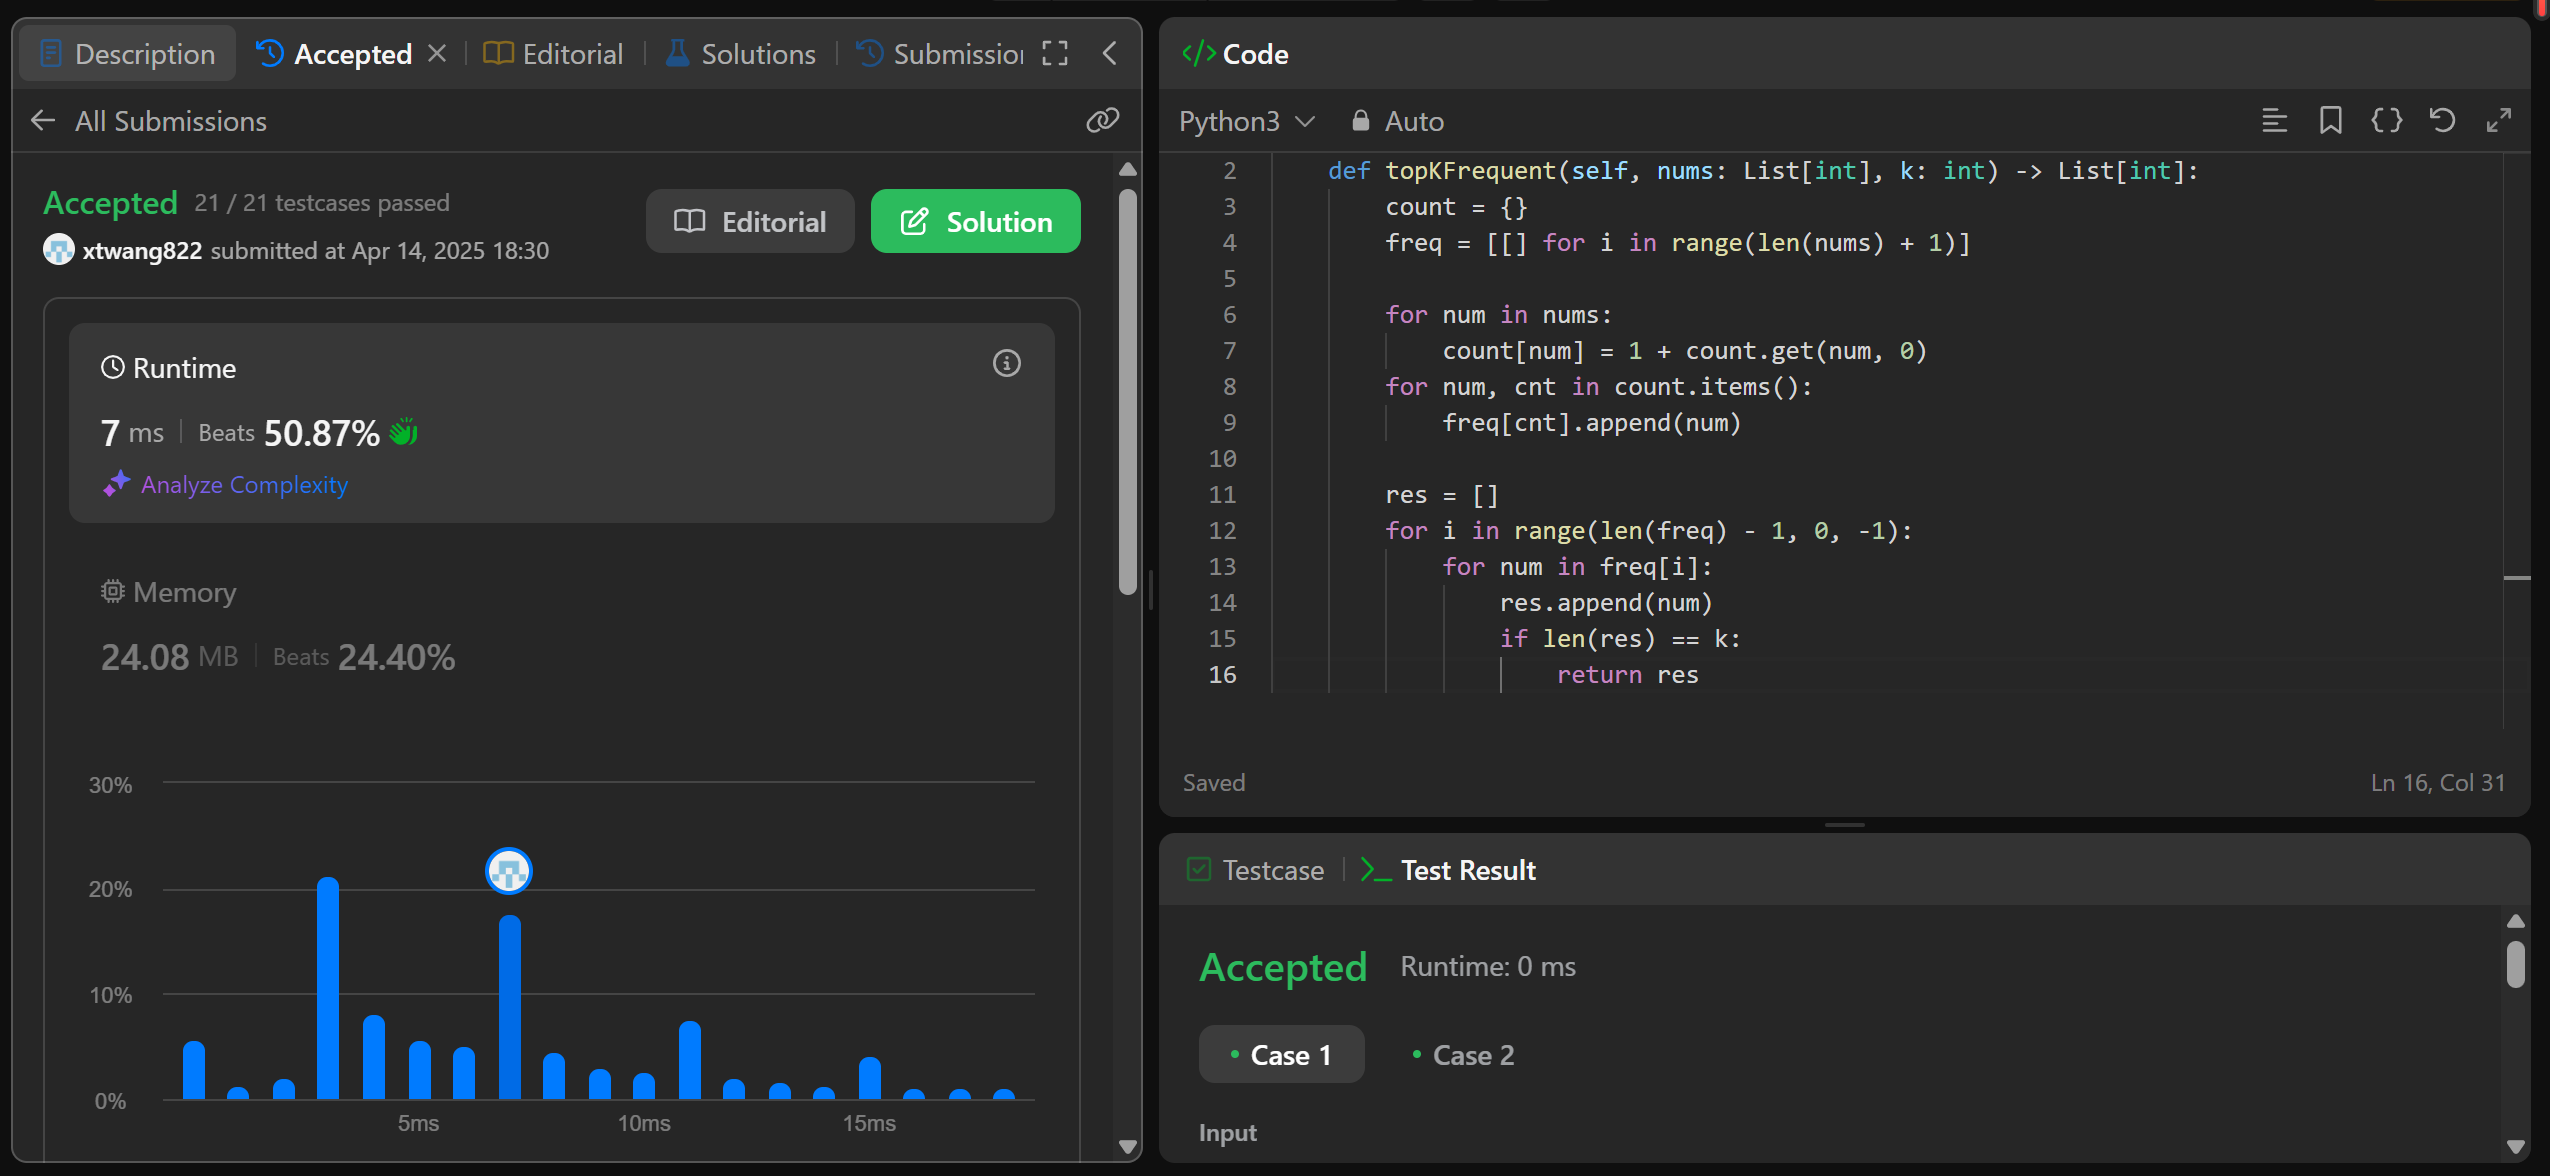 Description
Accepted
Editorial
Solutions
Submission
All Submissions
Accepted 21 / 21 testcases passed
xtwang822 submitted at Apr 14, 2025 18:30
Editorial
Solution
Runtime
7 ms Beats 50.87%
Analyze Complexity
Memory
24.08 MB Beats 24.40%
30%
20%
10%
0%
5ms 10ms 15ms
</> Code
Python3 Auto
2 def topKFrequent(self, nums: List[int], k: int) -> List[int]:
3 count = {}
4 freq = [[] for i in range(len(nums) + 1)]
5
6 for num in nums:
7 count[num] = 1 + count.get(num, 0)
8 for num, cnt in count.items():
9 freq[cnt].append(num)
10
11 res = []
12 for i in range(len(freq) - 1, 0, -1):
13 for num in freq[i]:
14 res.append(num)
15 if len(res) == k:
16 return res
Saved
Ln 16, Col 31
Testcase
Test Result
Accepted Runtime: 0 ms
Case 1
Case 2
Input